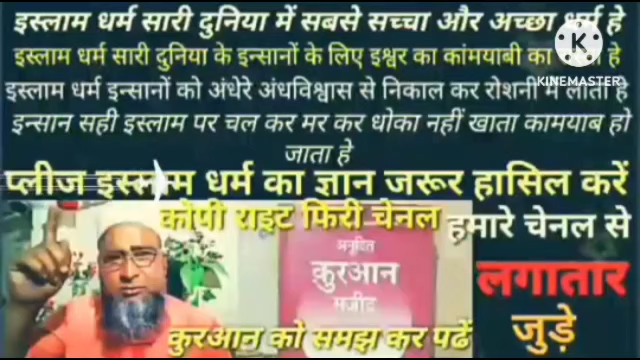 इस्लाम धर्म सारी दुनिया में सबसे सच्चा और अच्छा धर्म हे
इस्लाम धर्म सारी दुनिया के इन्सानों के लिए इश्वर का कांमयाबी का हे
KINEMASTER
इस्लाम धर्म इन्सानों को अंधेरे अंधविश्वास से निकाल कर रोशनी में लाता हे
इन्सान सही इस्लाम पर चल कर मर कर धोका नहीं खाता कामयाब हो
जाता हे
प्लीज इस्लाम धर्म का ज्ञान जरूर हासिल करें
कोपी राइट फिरी चेनल
हमारे चेनल से
अनुदित
क़ुरआन
मजीद
लगातार
जुड़े
कुरआन को समझ कर पढें